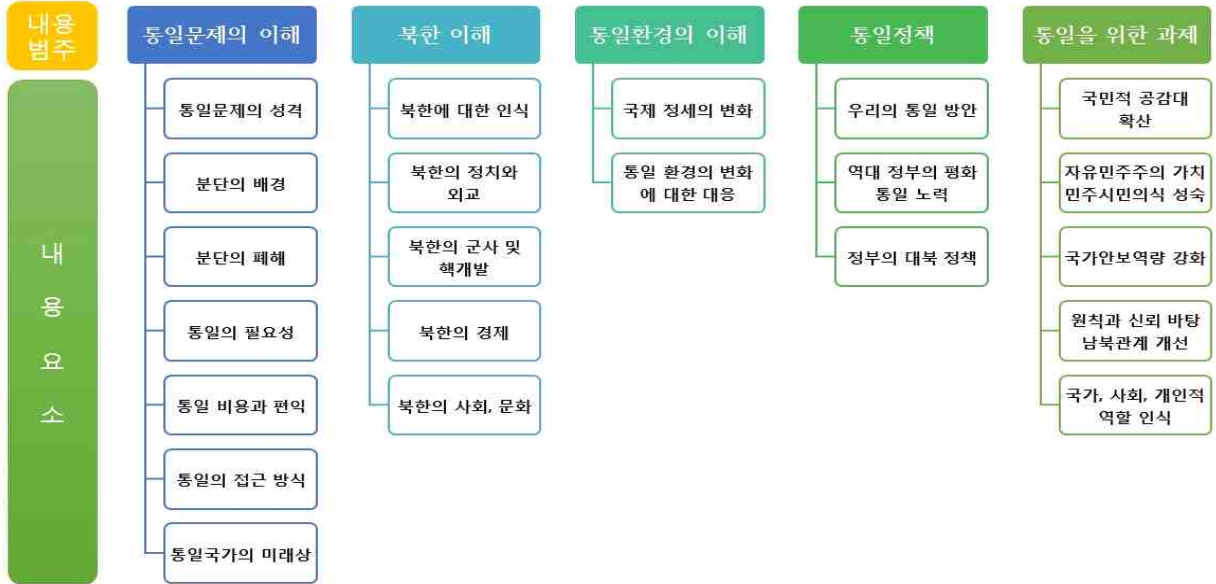 내용
범주
통일문제의 이해
북한 이해
통일환경의 이해
통일정책
통일을 위한 과제
내
용
요
소
통일문제의 성격
분단의 배경
분단의 폐해
통일의 필요성
통일 비용과 편익
통일의 접근 방식
통일국가의 미래상
북한에 대한 인식
북한의 정치와
외교
북한의 군사 및
핵개발
북한의 경제
북한의 사회, 문화
국제 정세의 변화
통일 환경의 변화
에 대한 대응
우리의 통일 방안
역대 정부의 평화
통일 노력
정부의 대북 정책
국민적 공감대
확산
자유민주주의 가치
민주시민의식 성숙
국가안보역량 강화
원칙과 신뢰 바탕
남북관계 개선
국가, 사회, 개인적
역할 인식